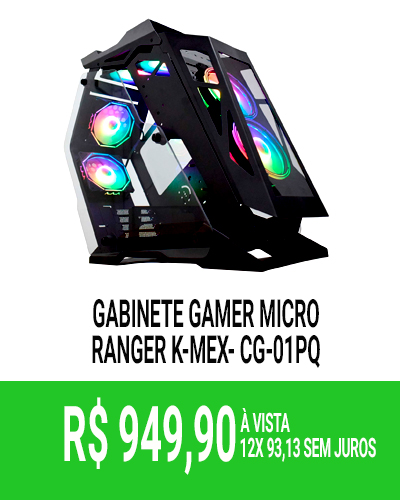 GABINETE GAMER MICRO
RANGER K-MEX- CG-01PQ
R$ 949,90 À VISTA
12X 93,13 SEM JUROS